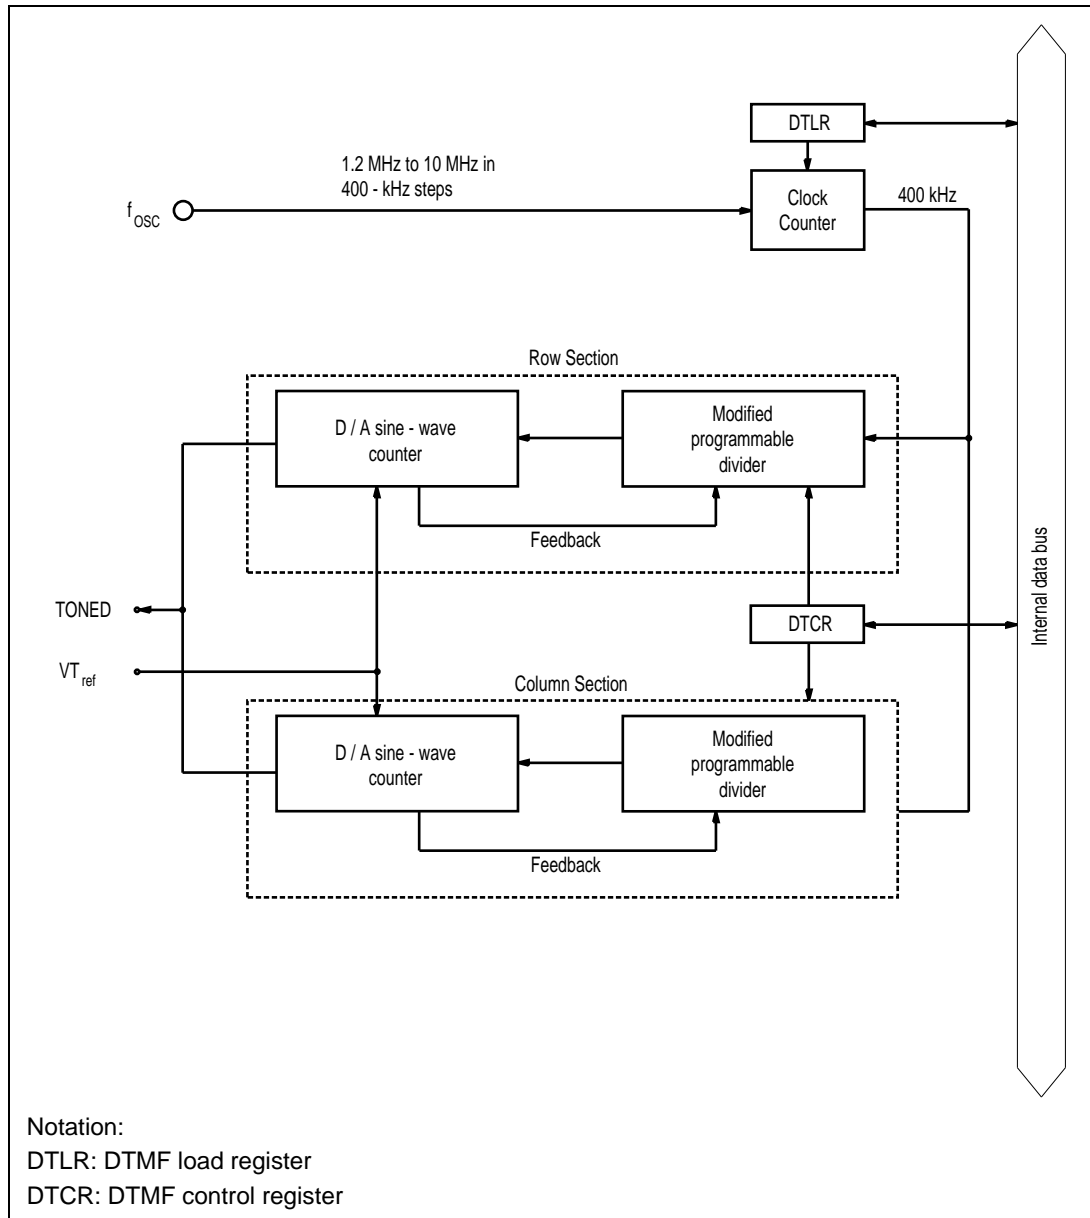 DTLR
1.2 MHz to 10 MHz in
400 - kHz steps
f OSC
Clock
Counter
400 kHz
Row Section
D / A sine - wave
counter
Modified
programmable
divider
Feedback
Internal data bus
TONED
DTCR
VT ref
Column Section
D / A sine - wave
counter
Modified
programmable
divider
Feedback
Notation:
DTLR: DTMF load register
DTCR: DTMF control register